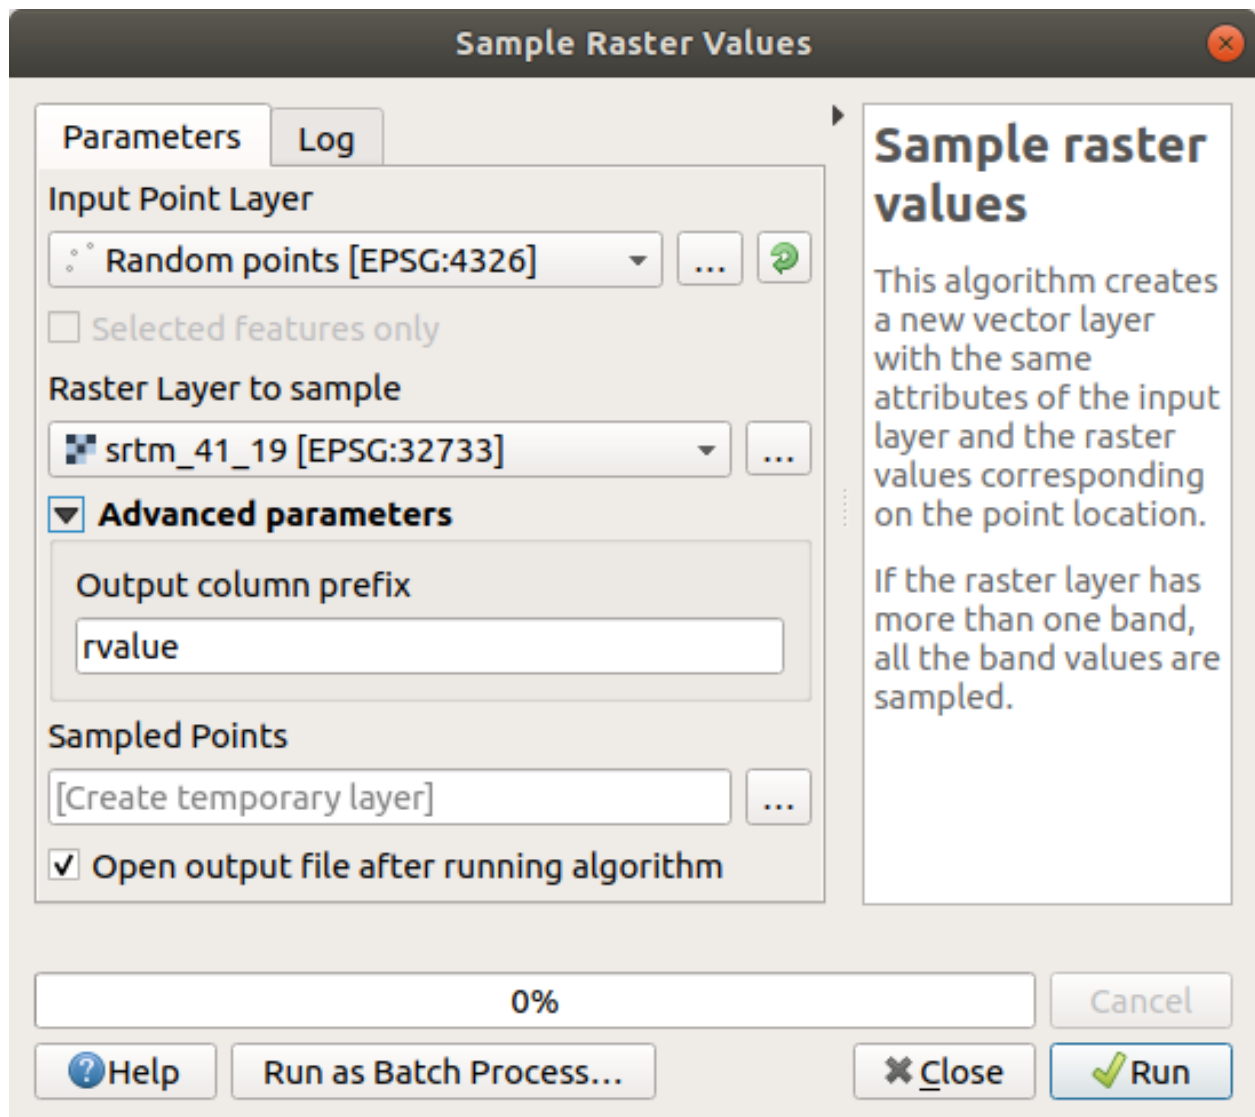 Sample Raster Values
Parameters
Log
Input Point Layer
Random points [EPSG:4326]
...
Selected features only
Raster Layer to sample
srtm_41_19 [EPSG:32733]
...
Advanced parameters
Output column prefix
rvalue
Sampled Points
[Create temporary layer]
...
Open output file after running algorithm
Sample raster
values
This algorithm creates
a new vector layer
with the same
attributes of the input
layer and the raster
values corresponding
on the point location.
If the raster layer has
more than one band,
all the band values are
sampled.
0%
Cancel
Help
Run as Batch Process...
Close
Run